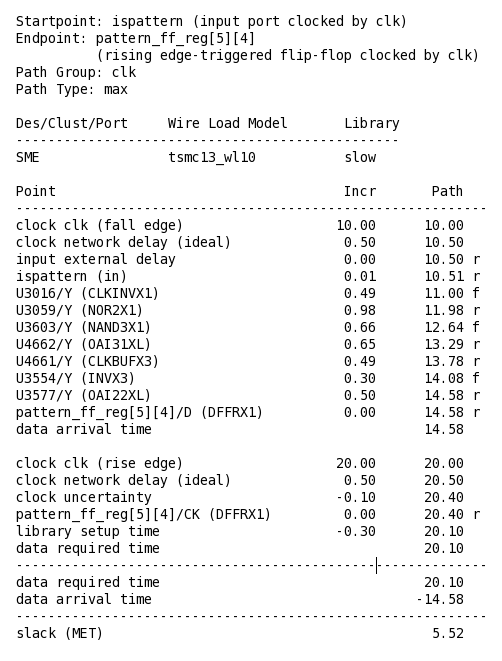 Startpoint: ispattern (input port clocked by clk)
Endpoint: pattern_ff_reg[5][4]
(rising edge-triggered flip-flop clocked by clk)
Path Group: clk
Path Type: max
Des/Clust/Port Wire Load Model Library
------------------------------------------------
SME tsmc13_wl10 slow
Point Incr Path
-----------------------------------------------------------
clock clk (fall edge) 10.00 10.00
clock network delay (ideal) 0.50 10.50
input external delay 0.00 10.50 r
ispattern (in) 0.01 10.51 r
U3016/Y (CLKINVX1) 0.49 11.00 f
U3059/Y (NOR2X1) 0.98 11.98 r
U3603/Y (NAND3X1) 0.66 12.64 f
U4662/Y (OAI31XL) 0.65 13.29 r
U4661/Y (CLKBUFX3) 0.49 13.78 r
U3554/Y (INVX3) 0.30 14.08 f
U3577/Y (OAI22XL) 0.50 14.58 r
pattern_ff_reg[5][4]/D (DFFRX1) 0.00 14.58 r
data arrival time 14.58
clock clk (rise edge) 20.00 20.00
clock network delay (ideal) 0.50 20.50
clock uncertainty -0.10 20.40
pattern_ff_reg[5][4]/CK (DFFRX1) 0.00 20.40 r
library setup time -0.30 20.10
data required time 20.10
-----------------------------------------------------------
data required time 20.10
data arrival time -14.58
-----------------------------------------------------------
slack (MET) 5.52